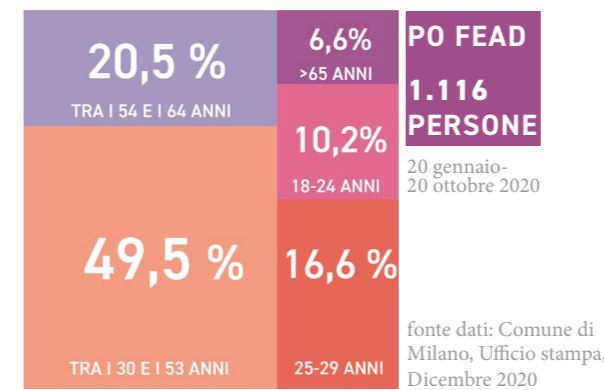 20,5 %
TRA I 54 E I 64 ANNI
6,6%
>65 ANNI
10,2%
18-24 ANNI
49,5 %
TRA I 30 E I 53 ANNI
16,6 %
25-29 ANNI
PO FEAD
1.116
PERSONE
20 gennaio-
20 ottobre 2020
fonte dati: Comune di
Milano, Ufficio stampa,
Dicembre 2020